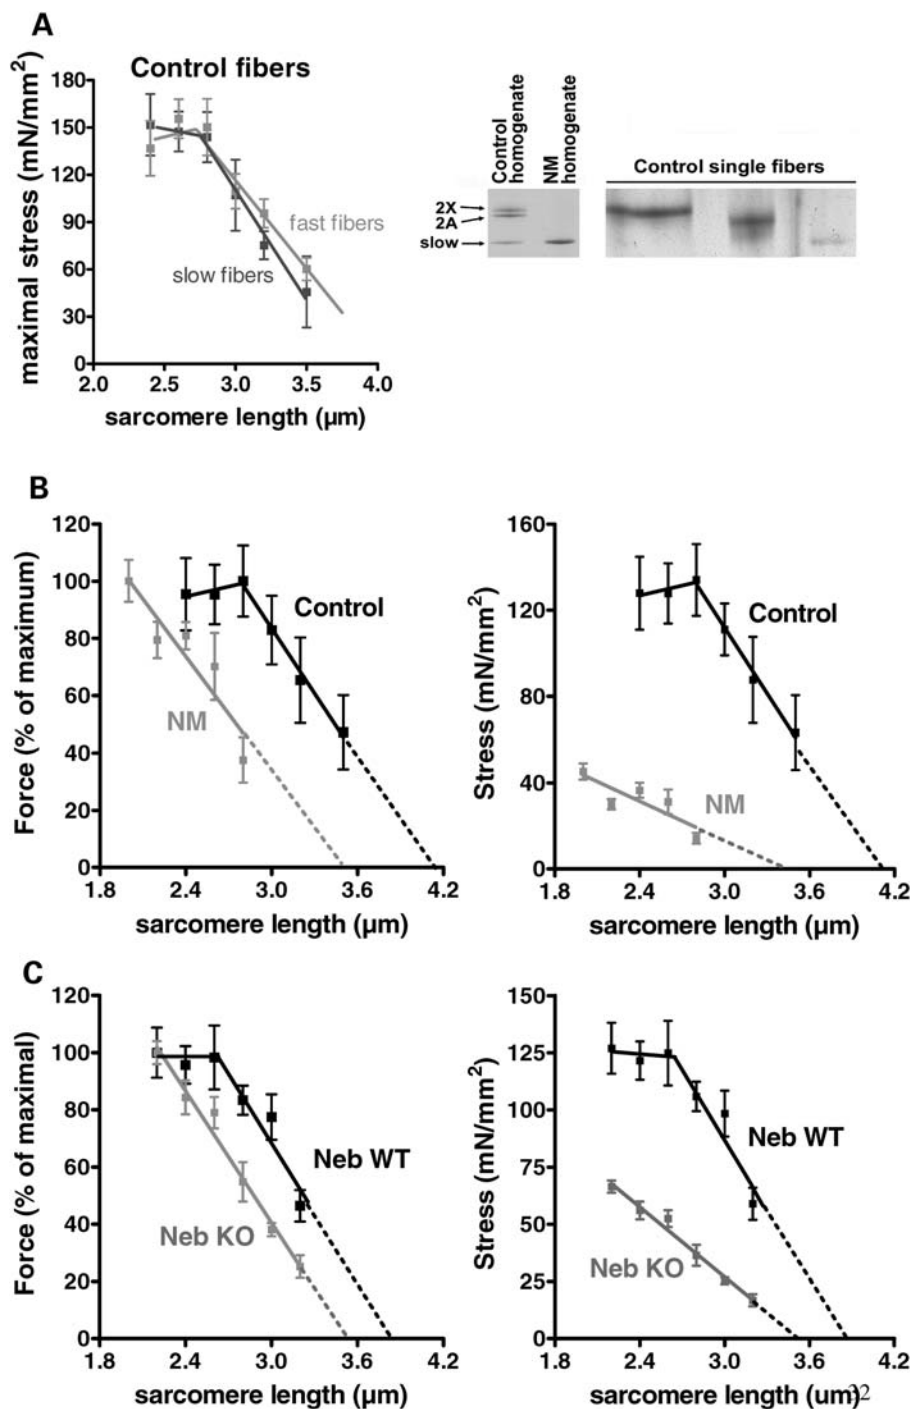 A
Control fibers
maximal stress (mN/mm²)
180
150
120
90
60
30
0
fast fibers
slow fibers
2.0 2.5 3.0 3.5 4.0
sarcomere length (µm)
Control
homogenate
NM
homogenate
Control single fibers
2X
2A
slow
B
Force (% of maximum)
120
100
80
60
40
20
0
Control
NM
1.8 2.4 3.0 3.6 4.2
sarcomere length (µm)
Stress (mN/mm²)
160
120
80
40
0
Control
NM
1.8 2.4 3.0 3.6 4.2
sarcomere length (µm)
C
Force (% of maximal)
120
100
80
60
40
20
0
Neb WT
Neb KO
1.8 2.4 3.0 3.6 4.2
sarcomere length (µm)
Stress (mN/mm²)
150
125
100
75
50
25
0
Neb WT
Neb KO
1.8 2.4 3.0 3.6 4.2
sarcomere length (um)